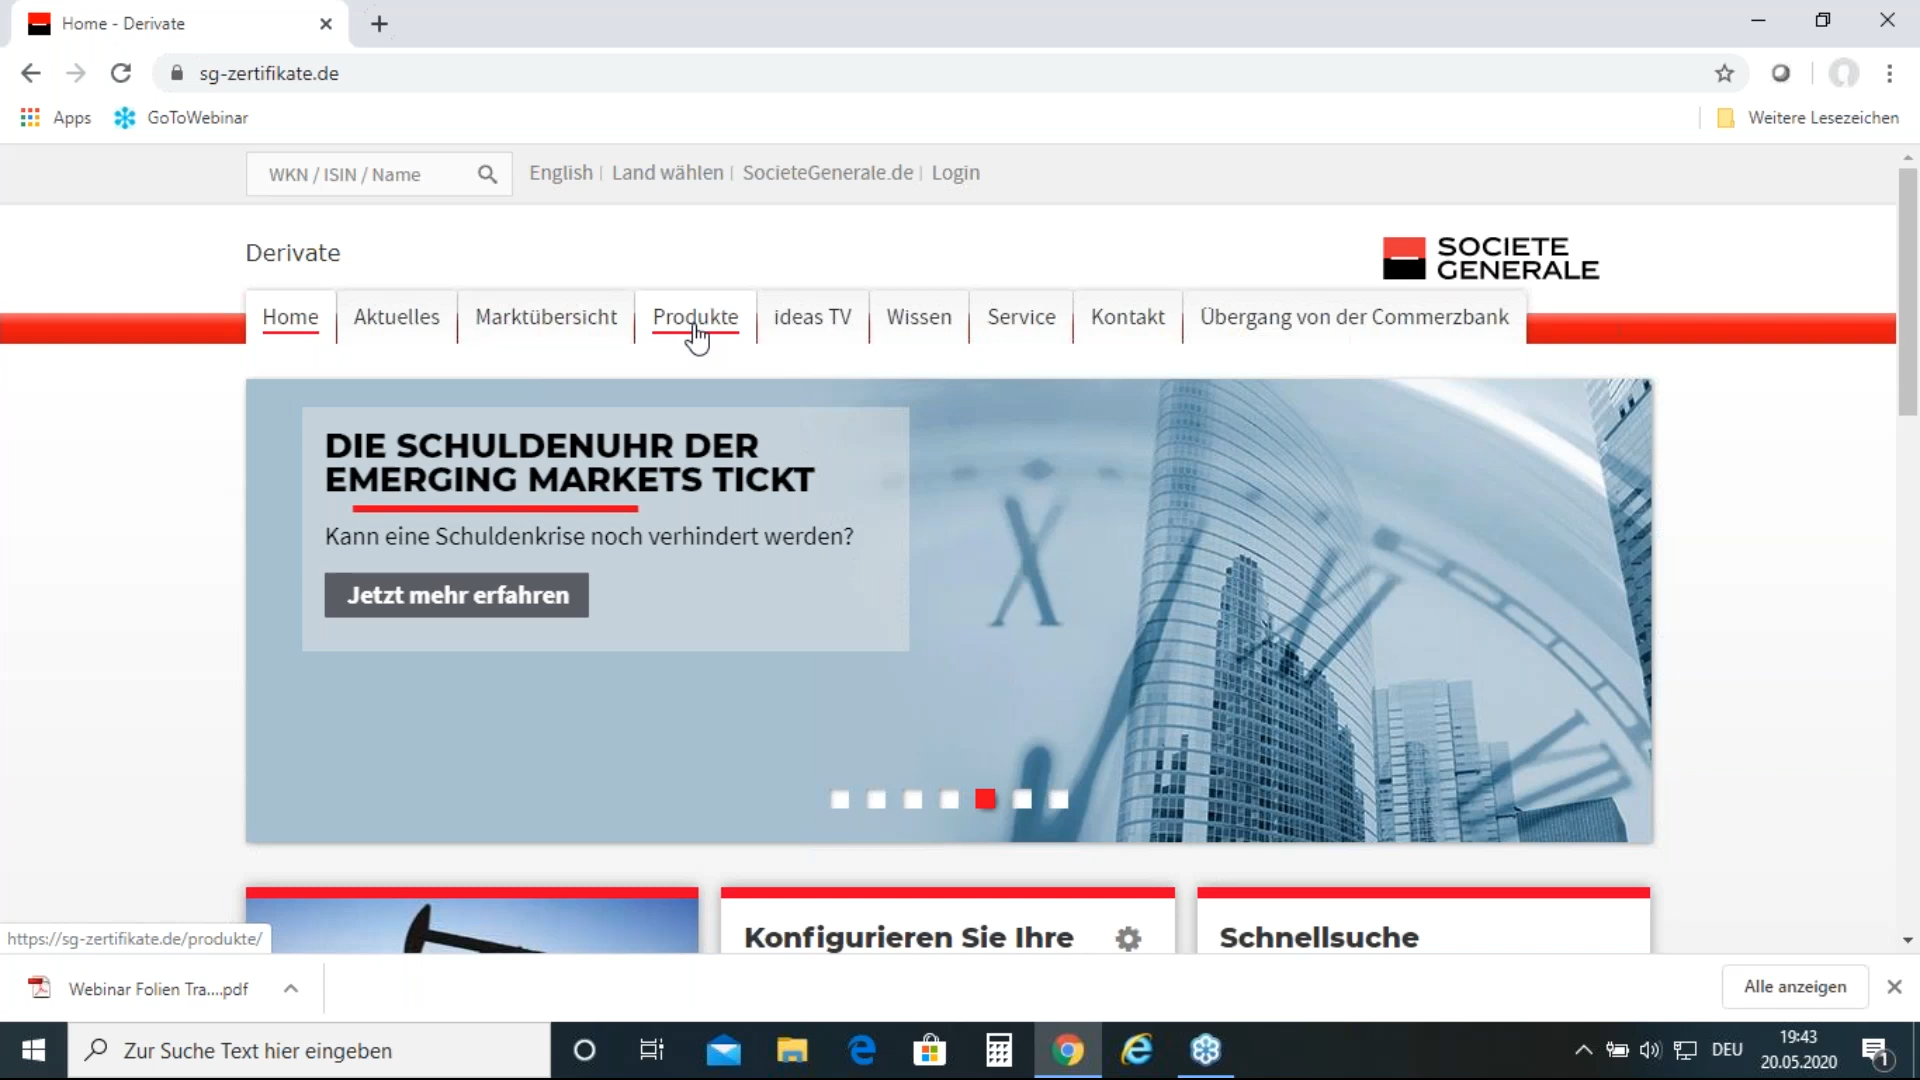 Home - Derivate
sg-zertifikate.de
Apps GoToWebinar Weitere Lesezeichen
WKN / ISIN / Name English | Land wählen | SocieteGenerale.de | Login
Derivate
SOCIETE
GENERALE
Home Aktuelles Marktübersicht Produkte ideas TV Wissen Service Kontakt Übergang von der Commerzbank
DIE SCHULDENUHR DER
EMERGING MARKETS TICKT
Kann eine Schuldenkrise noch verhindert werden?
Jetzt mehr erfahren
Konfigurieren Sie Ihre Schnellsuche
https://sg-zertifikate.de/produkte/
Webinar Folien Tra....pdf Alle anzeigen
Zur Suche Text hier eingeben DEU 19:43
20.05.2020 1